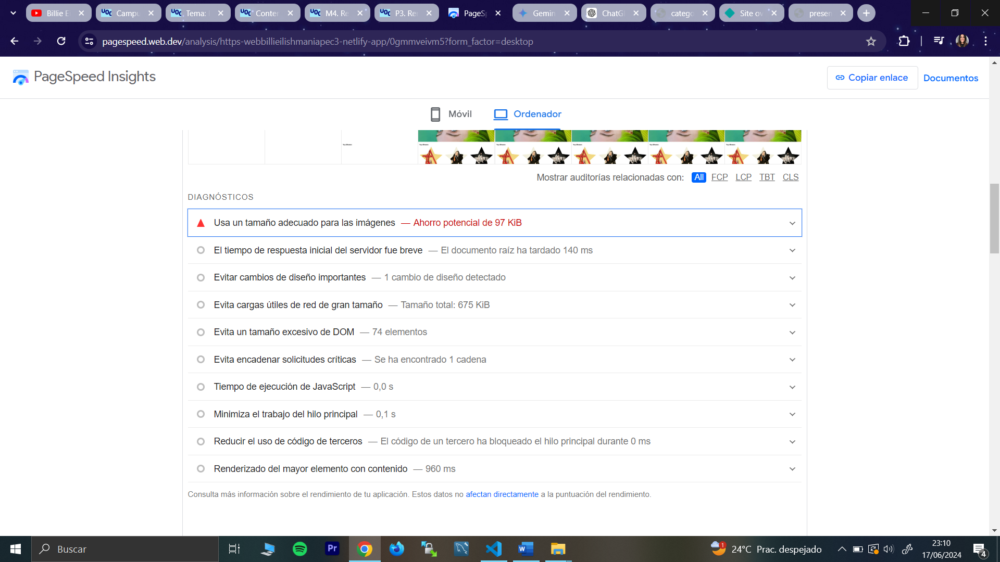 Billie E
Campu
Tema:
Conten
M4. Re
P3. Ren
PageSp
Gemin
ChatG
catego
Site ov
presen
pagespeed.web.dev/analysis/https-webbillieilishmaniapec3-netlify-app/0gmmveivm5?form_factor=desktop
PageSpeed Insights
Copiar enlace
Documentos
Móvil
Ordenador
Mostrar auditorías relacionadas con: All FCP LCP TBT CLS
DIAGNÓSTICOS
Usa un tamaño adecuado para las imágenes — Ahorro potencial de 97 KiB
El tiempo de respuesta inicial del servidor fue breve — El documento raíz ha tardado 140 ms
Evitar cambios de diseño importantes — 1 cambio de diseño detectado
Evita cargas útiles de red de gran tamaño — Tamaño total: 675 KiB
Evita un tamaño excesivo de DOM — 74 elementos
Evita encadenar solicitudes críticas — Se ha encontrado 1 cadena
Tiempo de ejecución de JavaScript — 0,0 s
Minimiza el trabajo del hilo principal — 0,1 s
Reducir el uso de código de terceros — El código de un tercero ha bloqueado el hilo principal durante 0 ms
Renderizado del mayor elemento con contenido — 960 ms
Consulta más información sobre el rendimiento de tu aplicación. Estos datos no afectan directamente a la puntuación del rendimiento.
Buscar
Pr
1
24°C Prac. despejado
23:10
17/06/2024
4